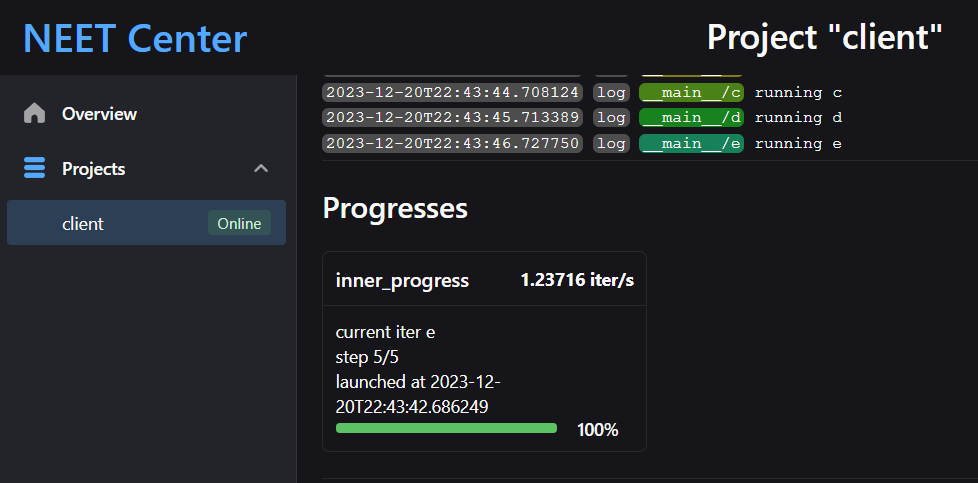 NEET Center
Project "client"
Overview
Projects
client Online
2023-12-20T22:43:44.708124 log __main__/c running c
2023-12-20T22:43:45.713389 log __main__/d running d
2023-12-20T22:43:46.727750 log __main__/e running e
Progresses
inner_progress 1.23716 iter/s
current iter e
step 5/5
launched at 2023-12-
20T22:43:42.686249
100%